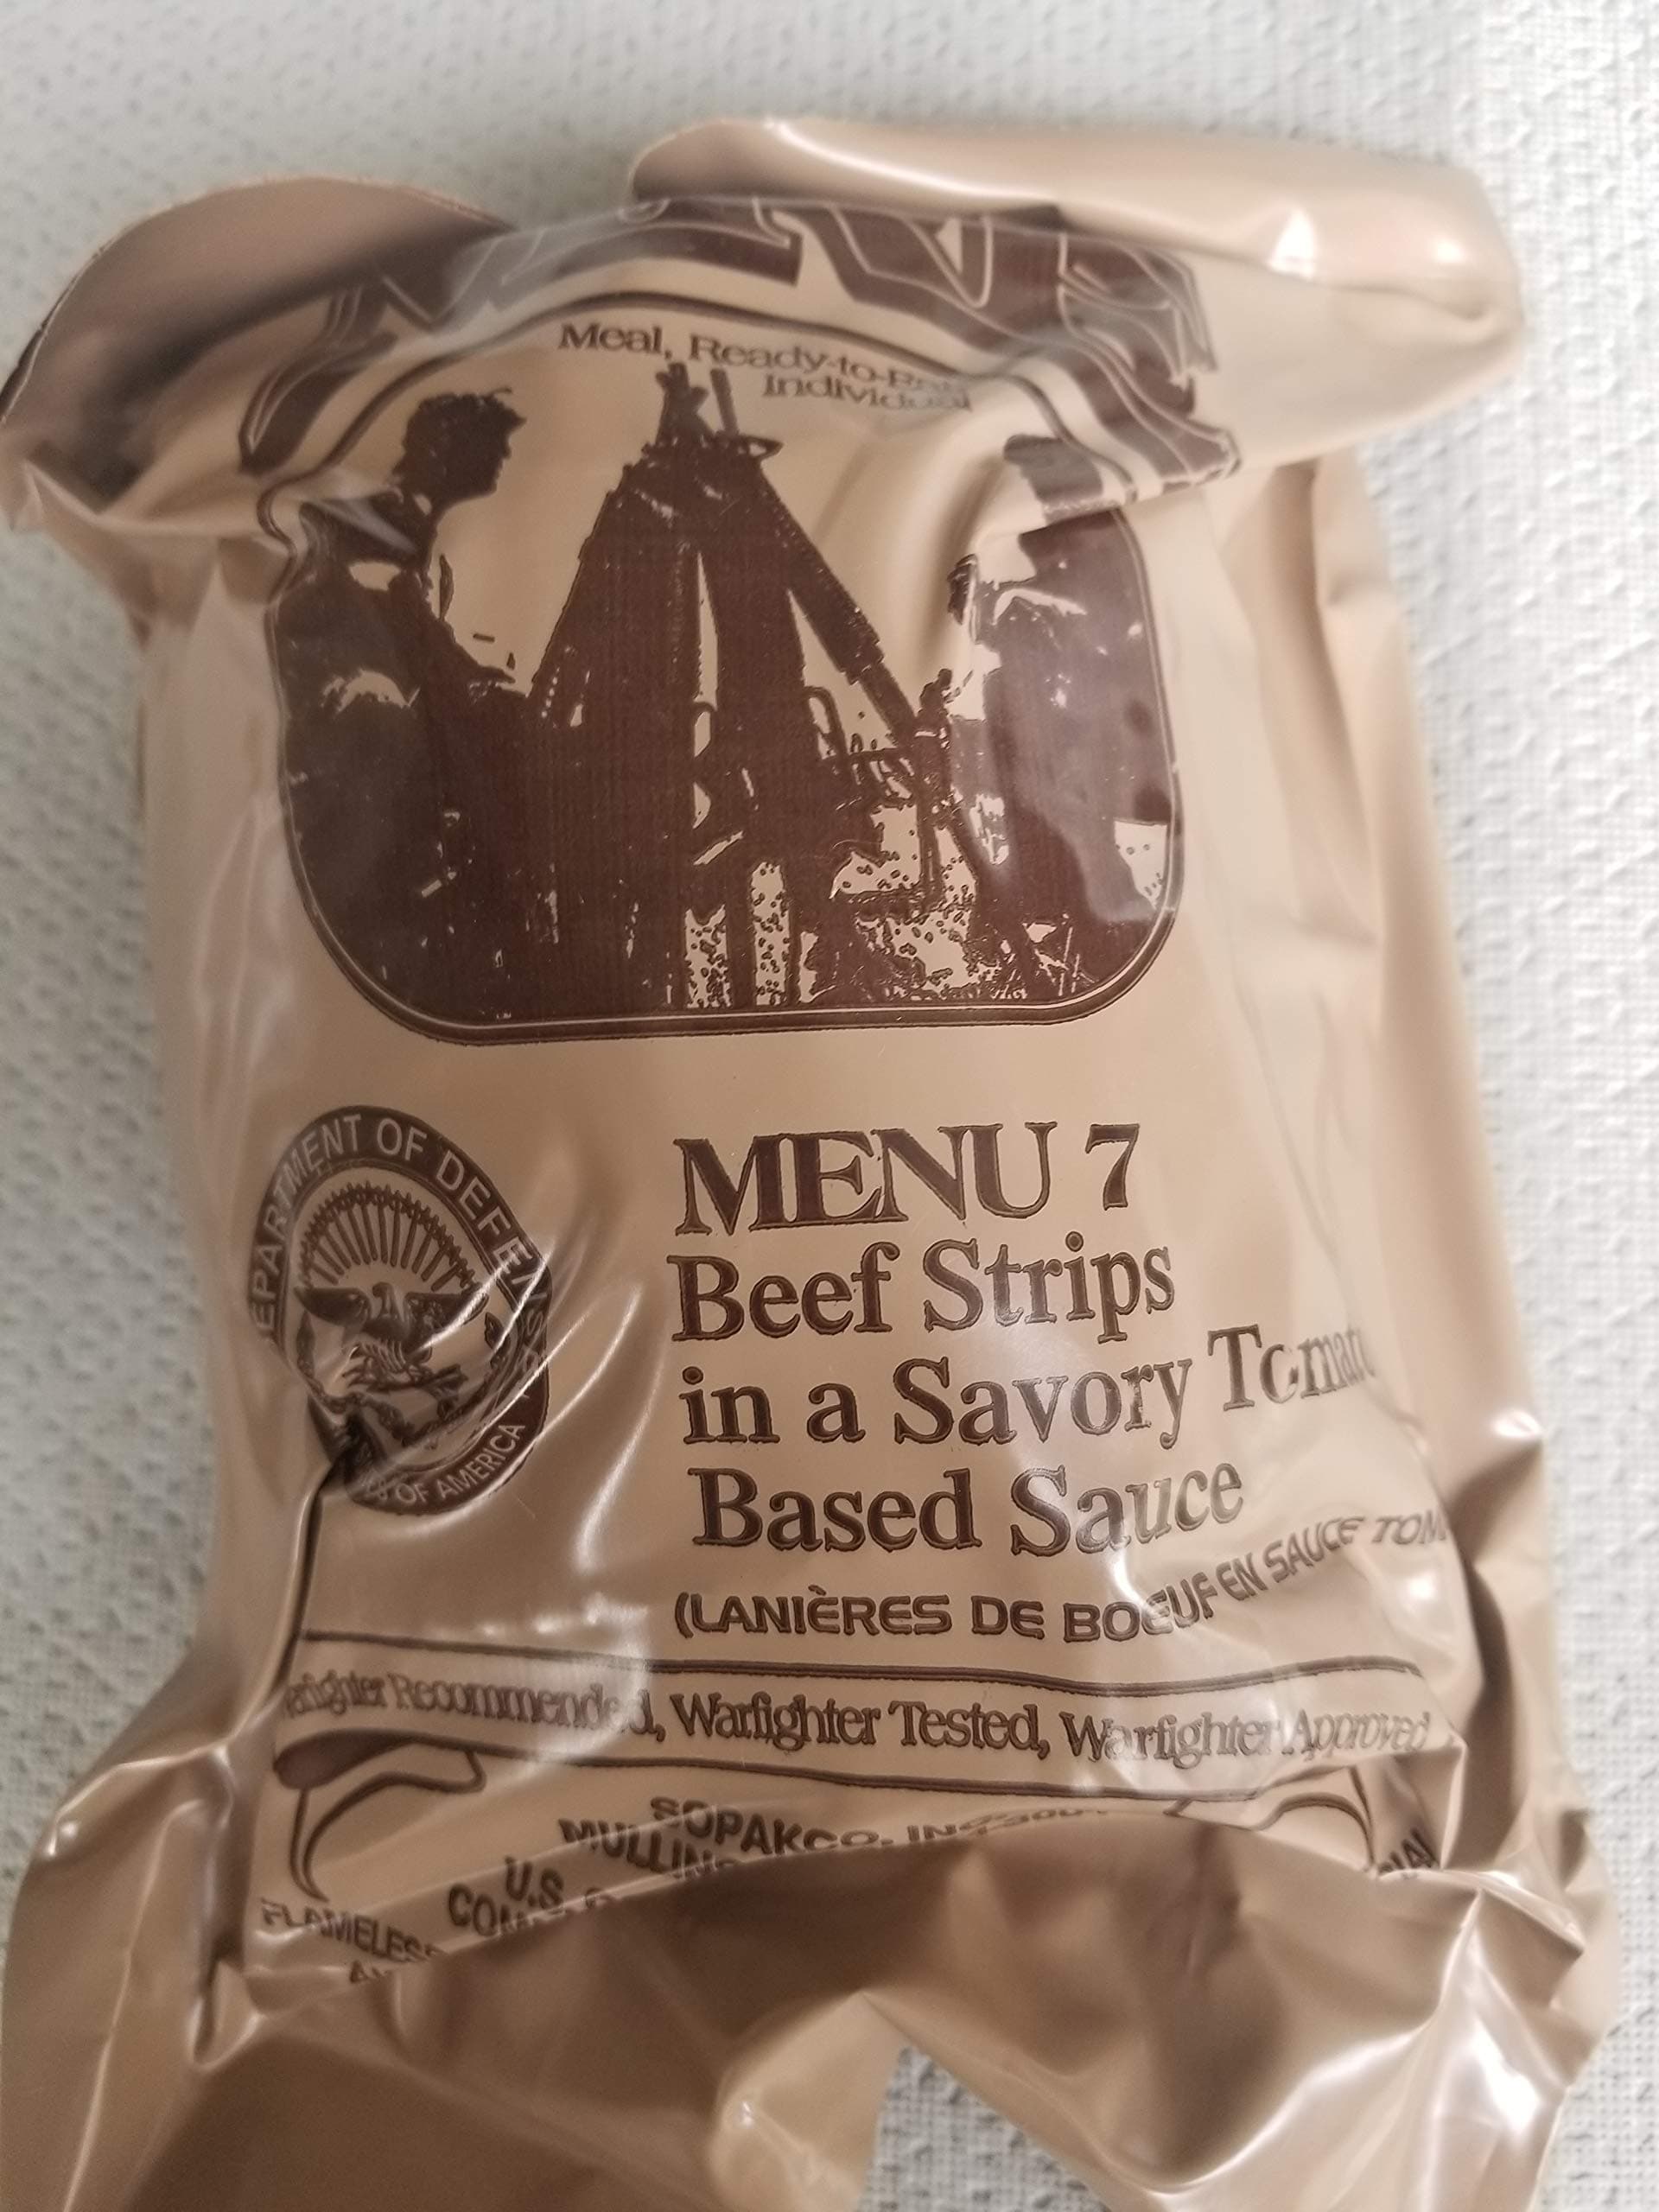 Meal, Ready-to-Eat
Individual
DEPARTMENT OF DEFENSE
OF AMERICA
MENU 7
Beef Strips
in a Savory Tomato
Based Sauce
(LANIÈRES DE BOEUF EN SAUCE TOM
Warfighter Recommended, Warfighter Tested, Warfighter Approved
SOPAKCO, INC.
MULLINS
U.S.
FLAMELESS